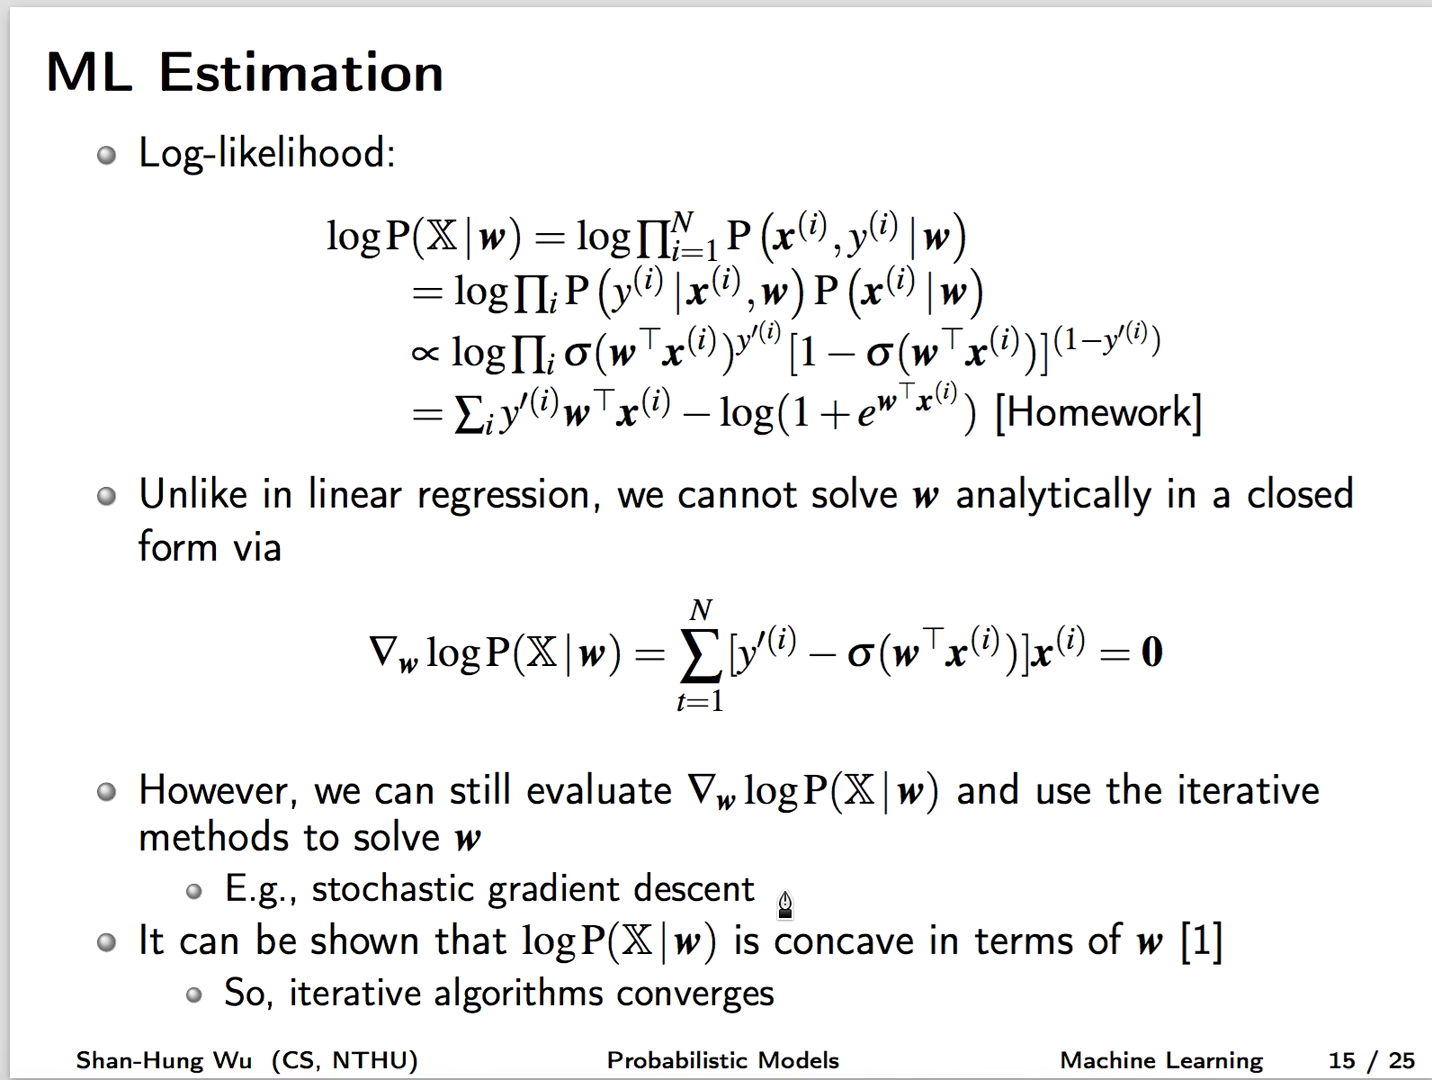 ML Estimation
Log-likelihood:
log P(𝕏 | w) = log ∏_{i=1}^{N} P(x^{(i)}, y^{(i)} | w)
= log ∏_i P(y^{(i)} | x^{(i)}, w) P(x^{(i)} | w)
∝ log ∏_i σ(w^⊤x^{(i)})^{y′^{(i)}} [1 − σ(w^⊤x^{(i)})]^{(1−y′^{(i)})}
= ∑_i y′^{(i)} w^⊤x^{(i)} − log(1 + e^{w^⊤x^{(i)}}) [Homework]
Unlike in linear regression, we cannot solve w analytically in a closed
form via
∇_w log P(𝕏 | w) = ∑_{t=1}^{N} [y′^{(i)} − σ(w^⊤x^{(i)})]x^{(i)} = 0
However, we can still evaluate ∇_w log P(𝕏 | w) and use the iterative
methods to solve w
E.g., stochastic gradient descent
It can be shown that log P(𝕏 | w) is concave in terms of w [1]
So, iterative algorithms converges
Shan-Hung Wu (CS, NTHU) Probabilistic Models Machine Learning 15 / 25